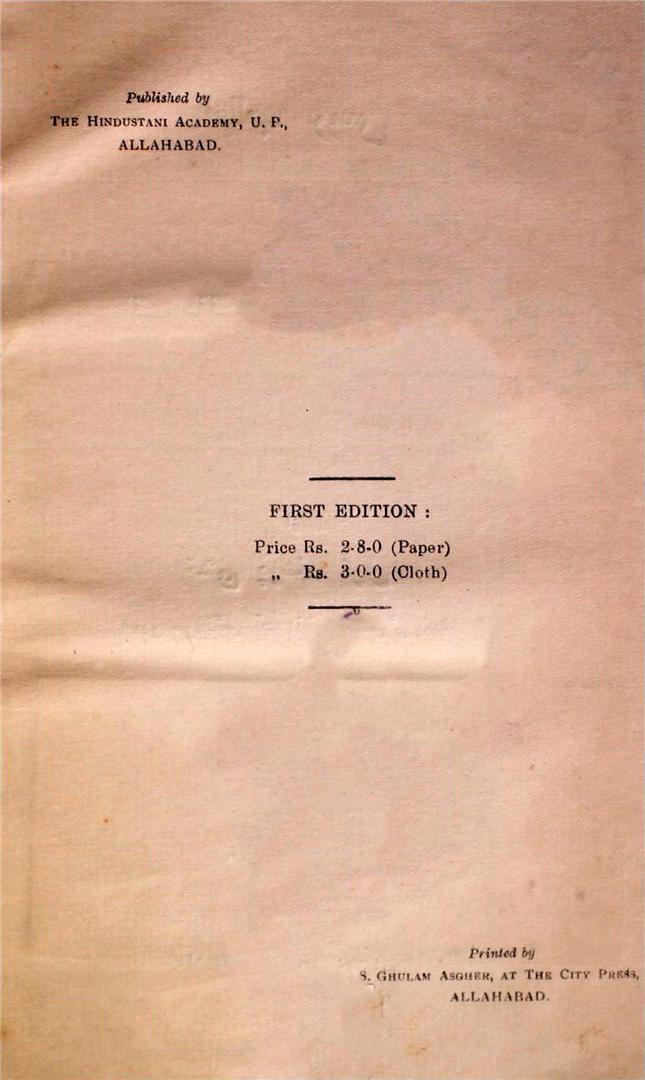 Published by
THE HINDUSTANI ACADEMY, U. P.,
ALLAHABAD.
FIRST EDITION :
Price Rs. 2-8-0 (Paper)
„ Rs. 3-0-0 (Cloth)
Printed by
S. GHULAM ASGHER, AT THE CITY PRESS,
ALLAHABAD.